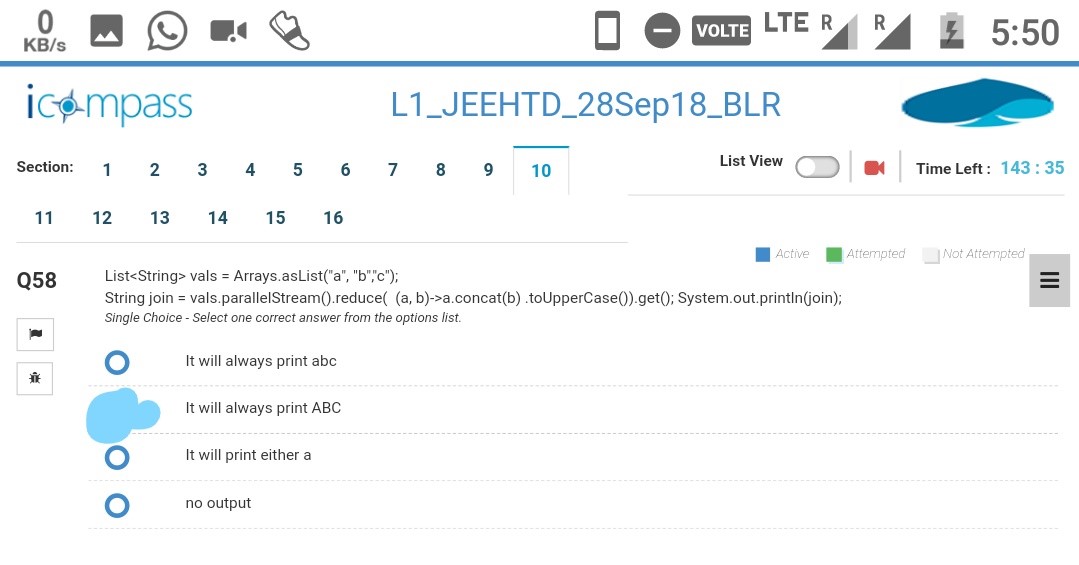 0
KB/s
VOLTE LTE R R 5:50
icompass
L1_JEEHTD_28Sep18_BLR
Section: 1 2 3 4 5 6 7 8 9 10
List View
Time Left : 143 : 35
11 12 13 14 15 16
Active Attempted Not Attempted
Q58
List<String> vals = Arrays.asList("a", "b","c");
String join = vals.parallelStream().reduce( (a, b)->a.concat(b) .toUpperCase()).get(); System.out.println(join);
Single Choice - Select one correct answer from the options list.
It will always print abc
It will always print ABC
It will print either a
no output